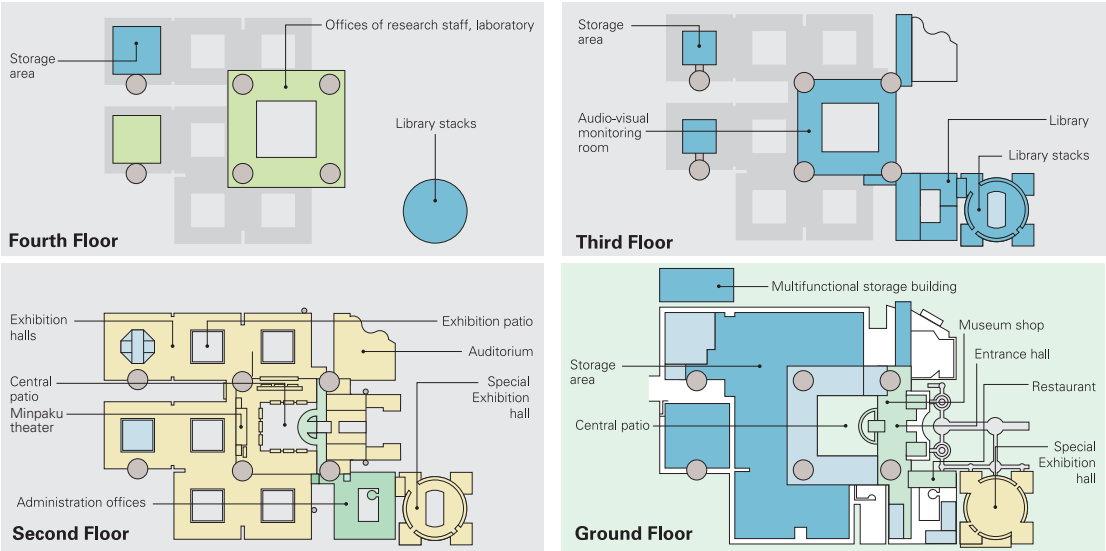 Offices of research staff, laboratory
Storage
area
Library stacks
Fourth Floor
Storage
area
Audio-visual
monitoring
room
Library
Library stacks
Third Floor
Exhibition
halls
Exhibition patio
Auditorium
Central
patio
Special
Exhibition
hall
Minpaku
theater
Administration offices
Second Floor
Multifunctional storage building
Museum shop
Entrance hall
Storage
area
Restaurant
Central patio
Special
Exhibition
hall
Ground Floor